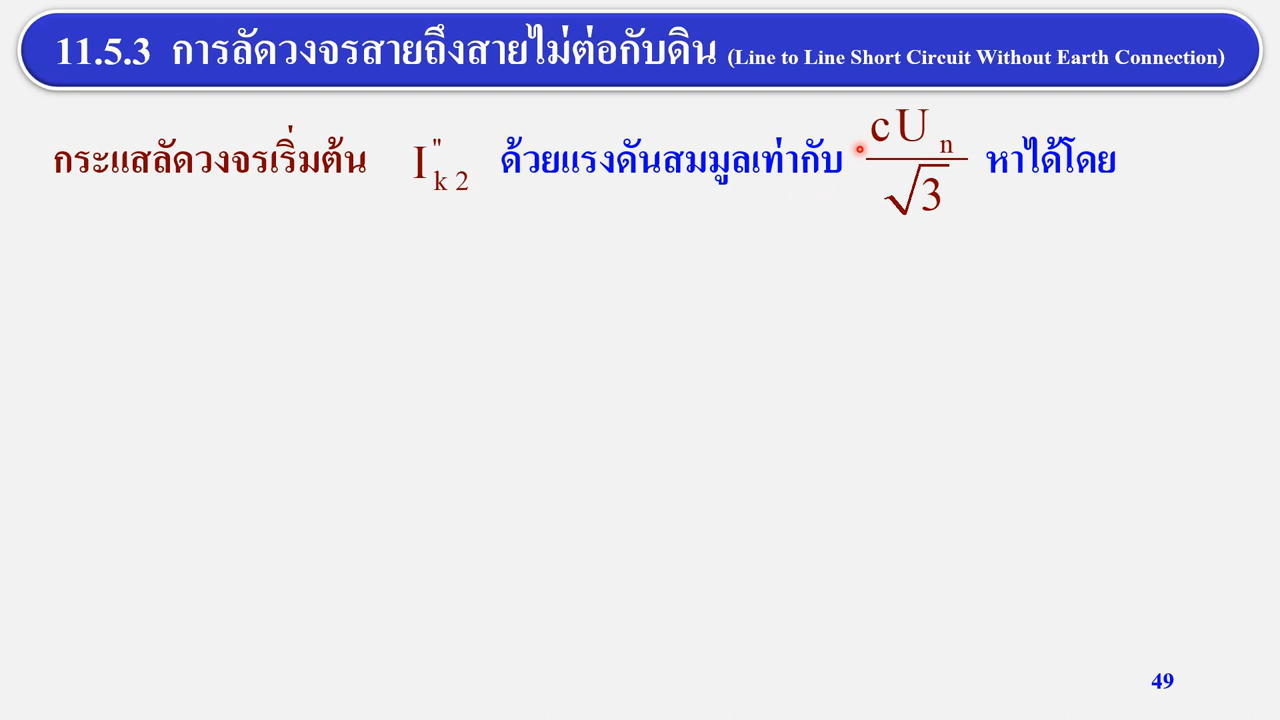 11.5.3 การลัดวงจรสายถึงสายไม่ต่อกับดิน (Line to Line Short Circuit Without Earth Connection)
กระแสลัดวงจรเริ่มต้น I"k2 ด้วยแรงดันสมมูลเท่ากับ cUn/√3 หาได้โดย
49